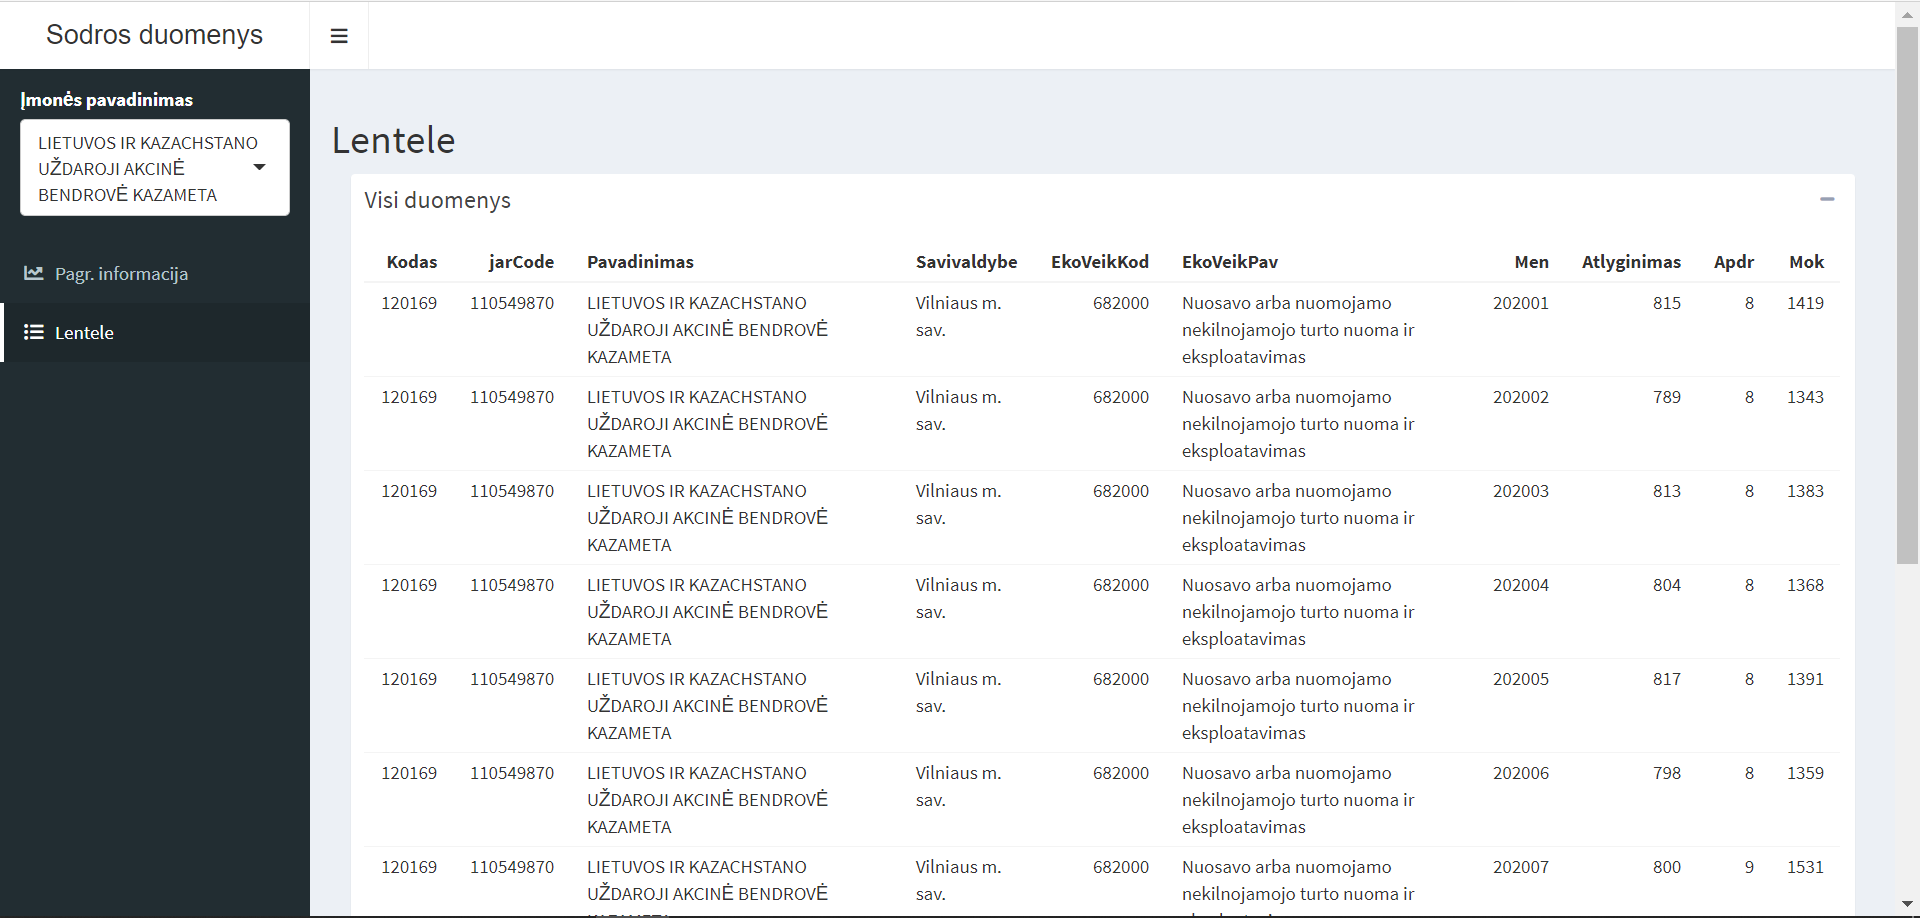 Sodros duomenys
Įmonės pavadinimas
LIETUVOS IR KAZACHSTANO
UŽDAROJI AKCINĖ
BENDROVĖ KAZAMETA
Pagr. informacija
Lentele
Lentele
Visi duomenys
Kodas jarCode Pavadinimas Savivaldybe EkoVeikKod EkoVeikPav Men Atlyginimas Apdr Mok
120169 110549870 LIETUVOS IR KAZACHSTANO Vilniaus m. 682000 Nuosavo arba nuomojamo 202001 815 8 1419
UŽDAROJI AKCINĖ BENDROVĖ sav. nekilnojamojo turto nuoma ir
KAZAMETA eksploatavimas
120169 110549870 LIETUVOS IR KAZACHSTANO Vilniaus m. 682000 Nuosavo arba nuomojamo 202002 789 8 1343
UŽDAROJI AKCINĖ BENDROVĖ sav. nekilnojamojo turto nuoma ir
KAZAMETA eksploatavimas
120169 110549870 LIETUVOS IR KAZACHSTANO Vilniaus m. 682000 Nuosavo arba nuomojamo 202003 813 8 1383
UŽDAROJI AKCINĖ BENDROVĖ sav. nekilnojamojo turto nuoma ir
KAZAMETA eksploatavimas
120169 110549870 LIETUVOS IR KAZACHSTANO Vilniaus m. 682000 Nuosavo arba nuomojamo 202004 804 8 1368
UŽDAROJI AKCINĖ BENDROVĖ sav. nekilnojamojo turto nuoma ir
KAZAMETA eksploatavimas
120169 110549870 LIETUVOS IR KAZACHSTANO Vilniaus m. 682000 Nuosavo arba nuomojamo 202005 817 8 1391
UŽDAROJI AKCINĖ BENDROVĖ sav. nekilnojamojo turto nuoma ir
KAZAMETA eksploatavimas
120169 110549870 LIETUVOS IR KAZACHSTANO Vilniaus m. 682000 Nuosavo arba nuomojamo 202006 798 8 1359
UŽDAROJI AKCINĖ BENDROVĖ sav. nekilnojamojo turto nuoma ir
KAZAMETA eksploatavimas
120169 110549870 LIETUVOS IR KAZACHSTANO Vilniaus m. 682000 Nuosavo arba nuomojamo 202007 800 9 1531
UŽDAROJI AKCINĖ BENDROVĖ sav. nekilnojamojo turto nuoma ir